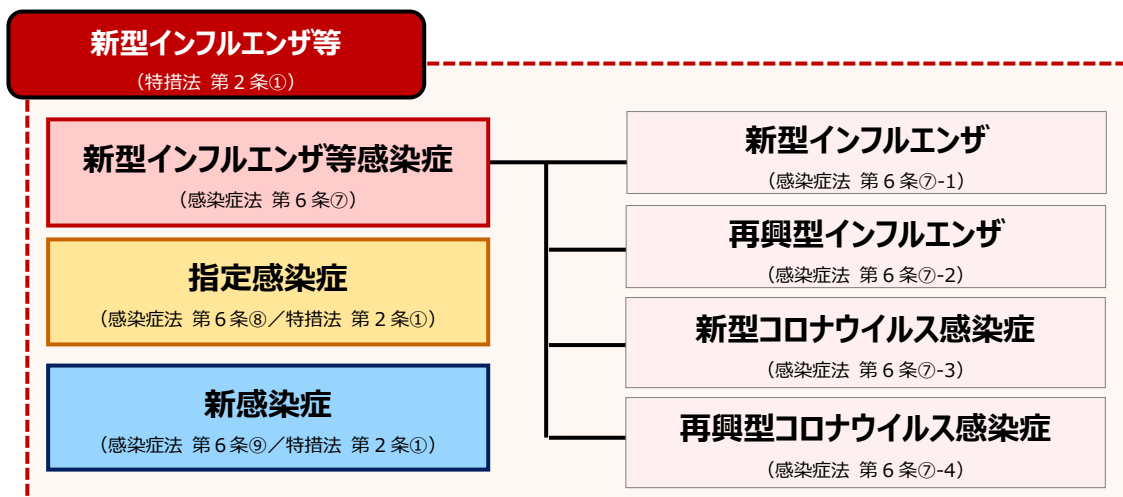 新型インフルエンザ等
(特措法 第2条①)
新型インフルエンザ等感染症
(感染症法 第6条⑦)
指定感染症
(感染症法 第6条⑧/特措法 第2条①)
新感染症
(感染症法 第6条⑨/特措法 第2条①)
新型インフルエンザ
(感染症法 第6条⑦-1)
再興型インフルエンザ
(感染症法 第6条⑦-2)
新型コロナウイルス感染症
(感染症法 第6条⑦-3)
再興型コロナウイルス感染症
(感染症法 第6条⑦-4)